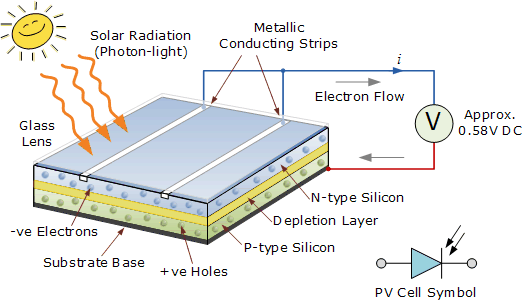 Solar Radiation
(Photon-light)
Metallic
Conducting Strips
i
Electron Flow
Glass
Lens
V
Approx.
0.58V DC
N-type Silicon
Depletion Layer
P-type Silicon
-ve Electrons
Substrate Base
+ve Holes
PV Cell Symbol